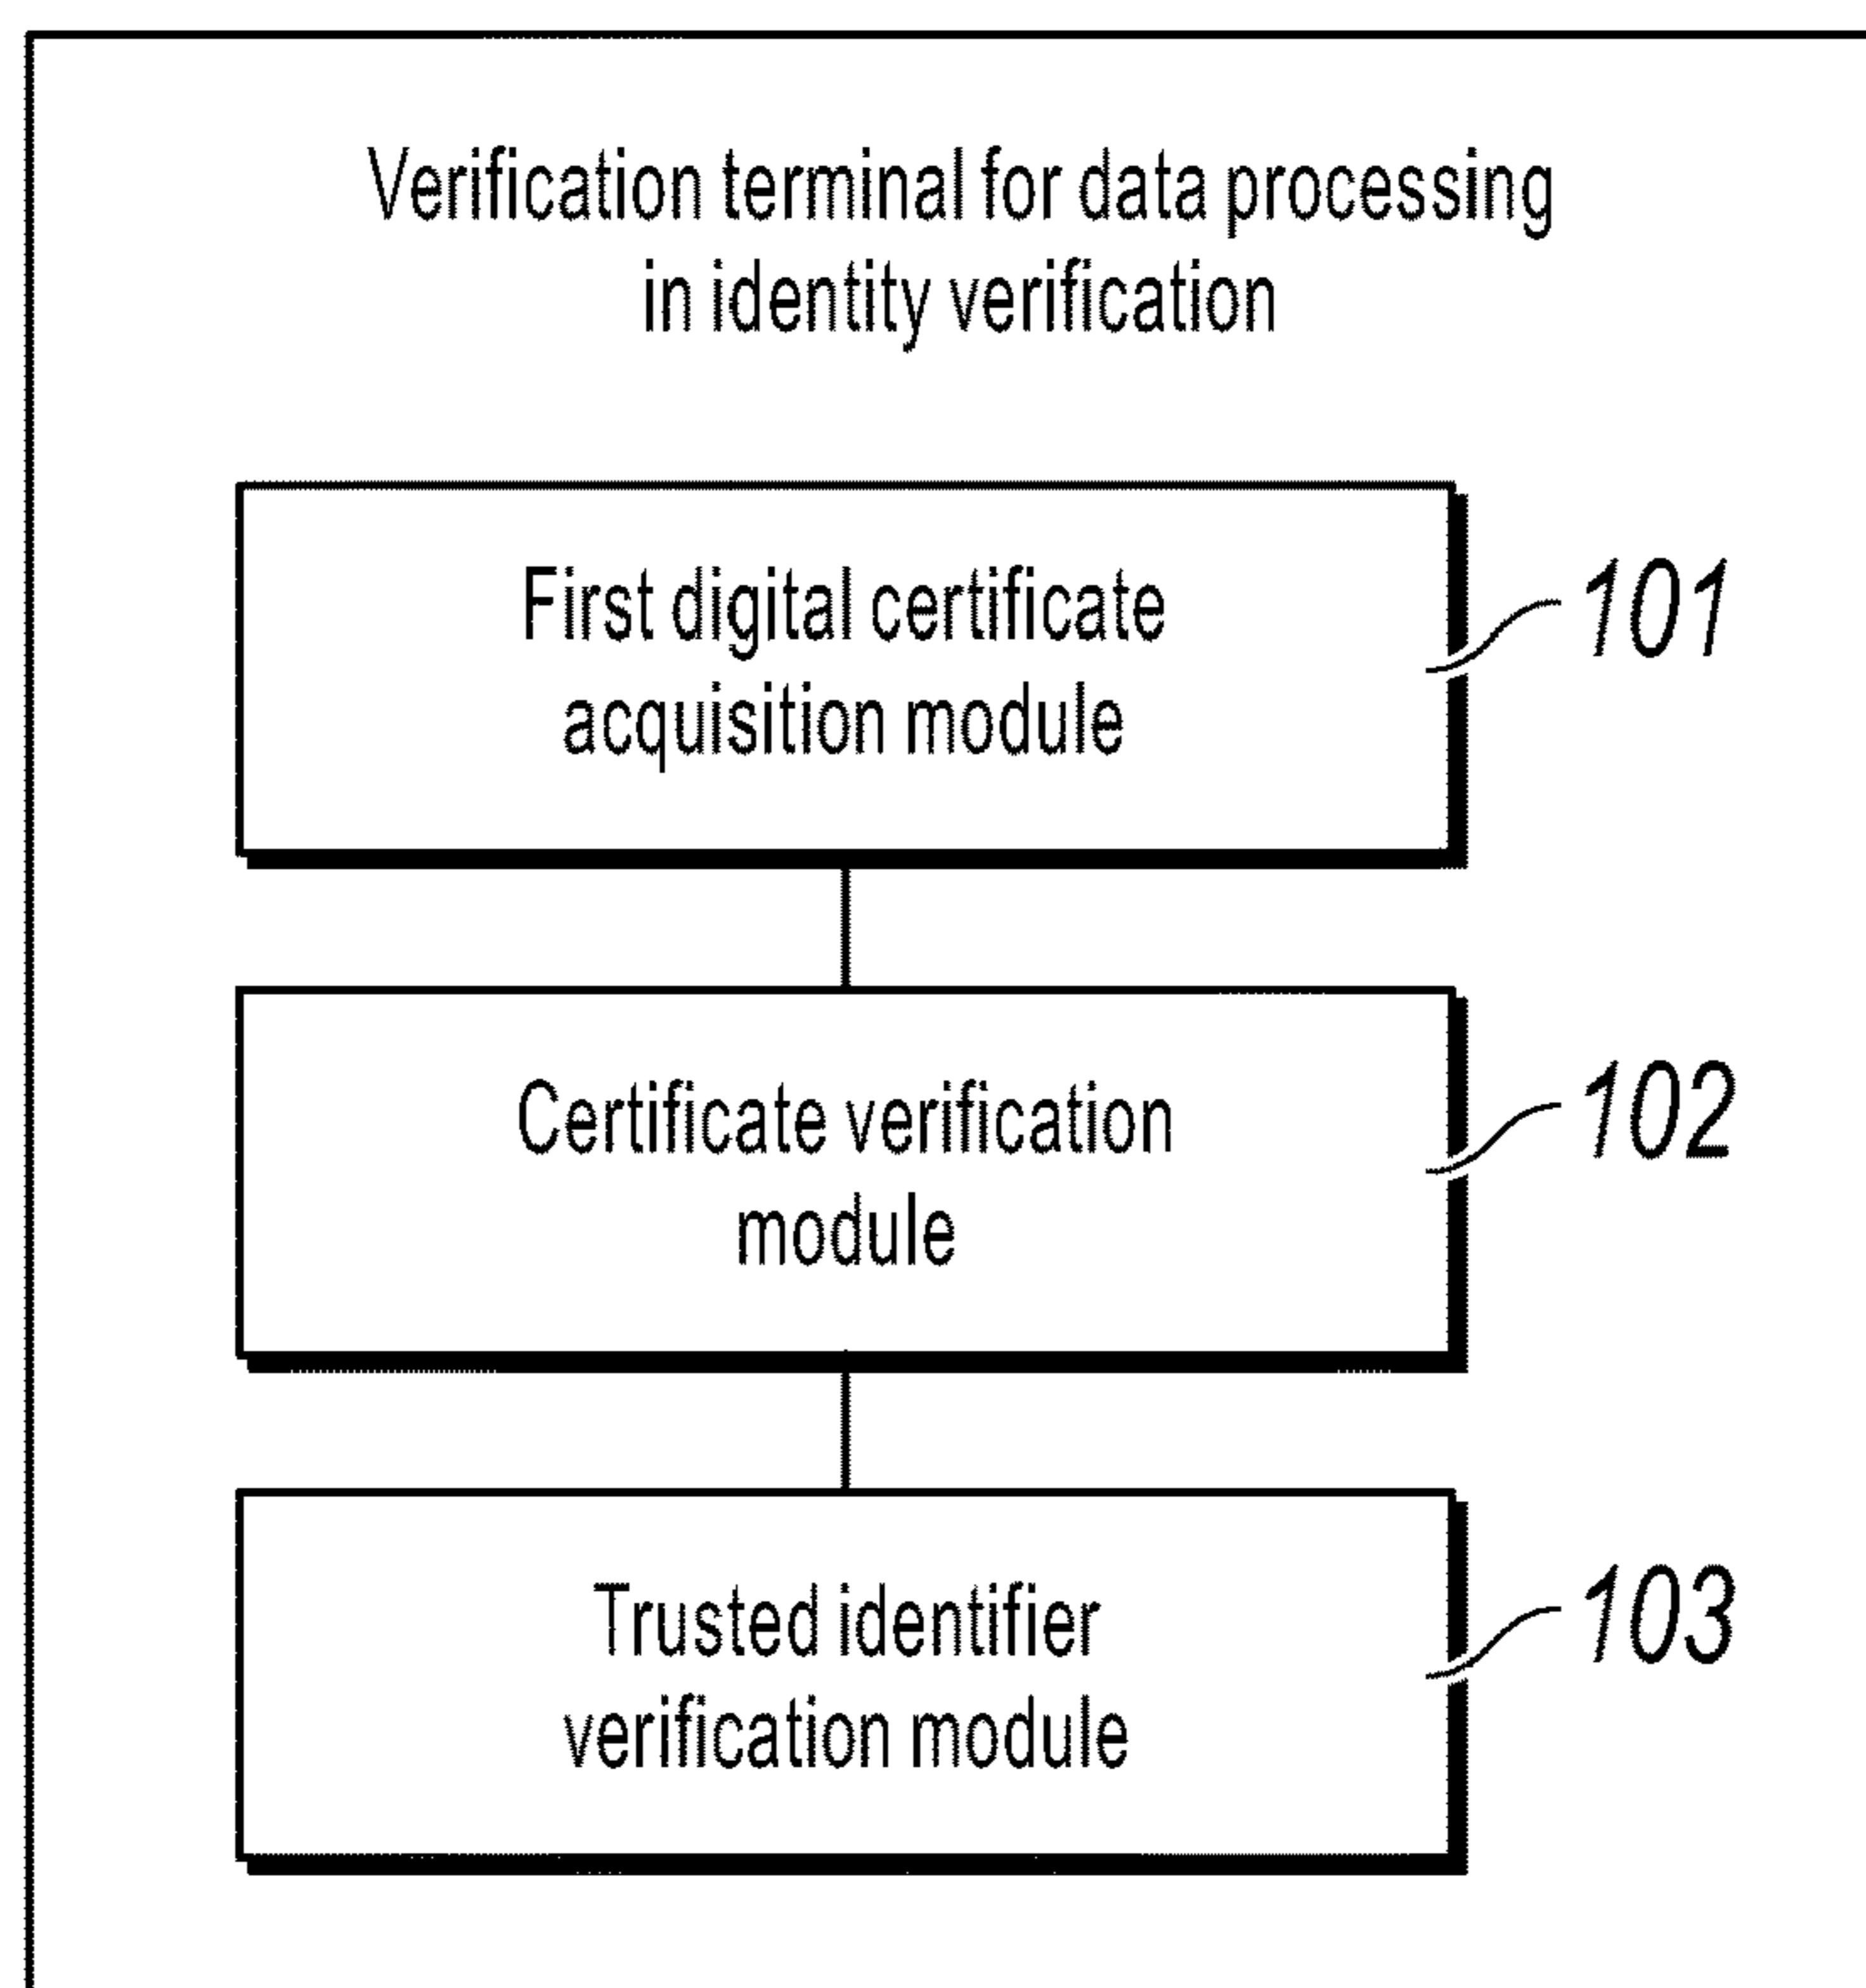 Verification terminal for data processing
in identity verification
First digital certificate
acquisition module
101
Certificate verification
module
102
Trusted identifier
verification module
103